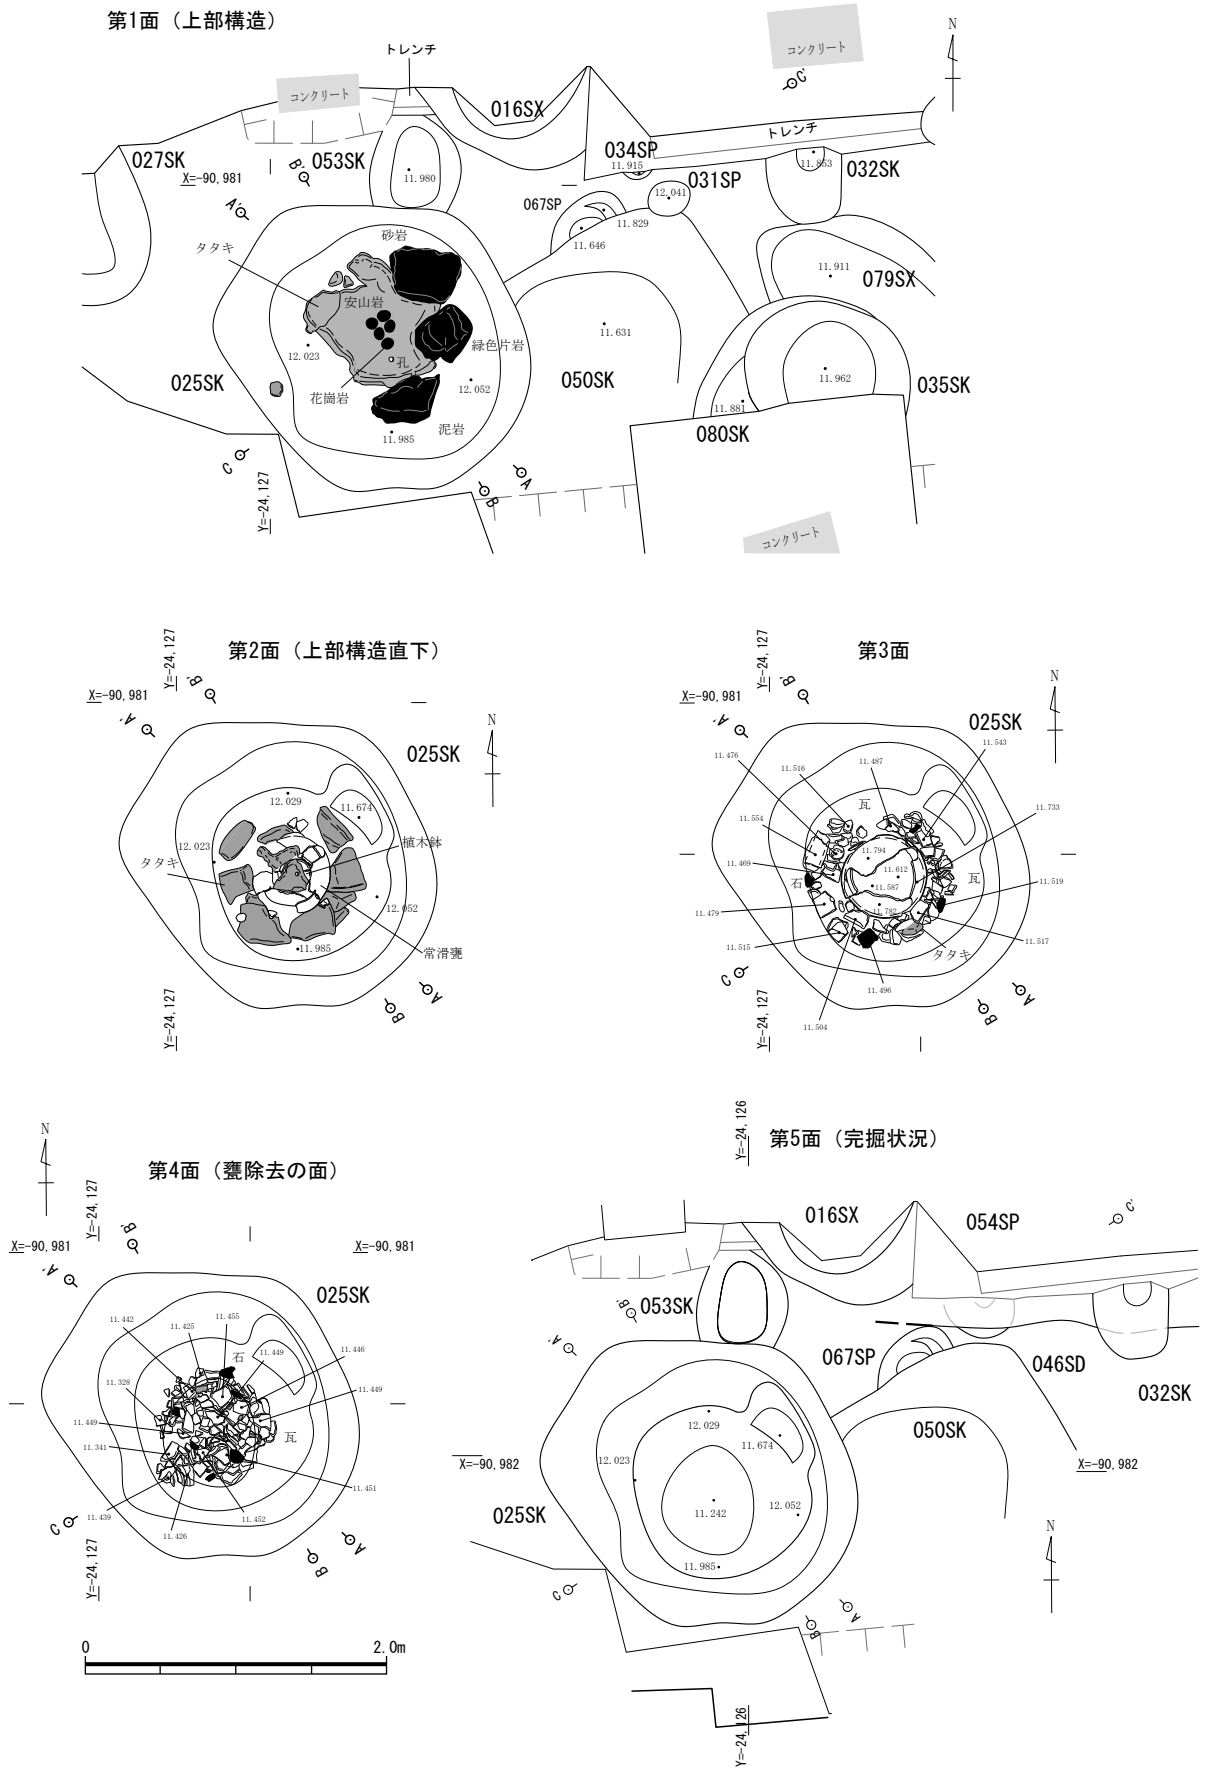 第1面（上部構造）
トレンチ
コンクリート
C'
N
コンクリート
016SX
トレンチ
034SP
11.915
11.853
032SK
027SK
053SK
B'
X=-90,981
11.980
A'
031SP
12.041
067SP
11.829
11.646
砂岩
タタキ
安山岩
11.911
079SX
緑色片岩
11.631
12.023
孔
025SK
050SK
11.962
035SK
12.052
花崗岩
11.881
泥岩
11.985
080SK
C
A
B
Y=-24,127
コンクリート
第2面（上部構造直下）
Y=-24,127
B'
X=-90,981
A'
N
025SK
12.029
11.674
植木鉢
12.023
タタキ
12.052
11.985
常滑甕
A
B
Y=-24,127
第3面
Y=-24,127
B'
X=-90,981
A'
N
025SK
11.543
11.476
11.516
11.487
瓦
11.733
11.554
11.794
11.469
11.612
石
11.587
瓦
11.519
11.479
11.782
11.515
タタキ
11.517
C
11.496
A
B
11.504
Y=-24,127
第4面（甕除去の面）
N
Y=-24,127
B'
X=-90,981
X=-90,981
A'
025SK
11.442
11.425
11.455
石
11.449
11.446
11.328
11.449
11.449
瓦
11.341
11.451
11.439
11.452
11.426
C
A
B
Y=-24,127
0
2.0m
第5面（完掘状況）
Y=-24,126
C'
016SX
054SP
B'
053SK
A'
067SP
046SD
032SK
12.029
050SK
11.674
X=-90,982
12.023
X=-90,982
12.052
11.242
025SK
11.985
N
C
A
B
Y=-24,126